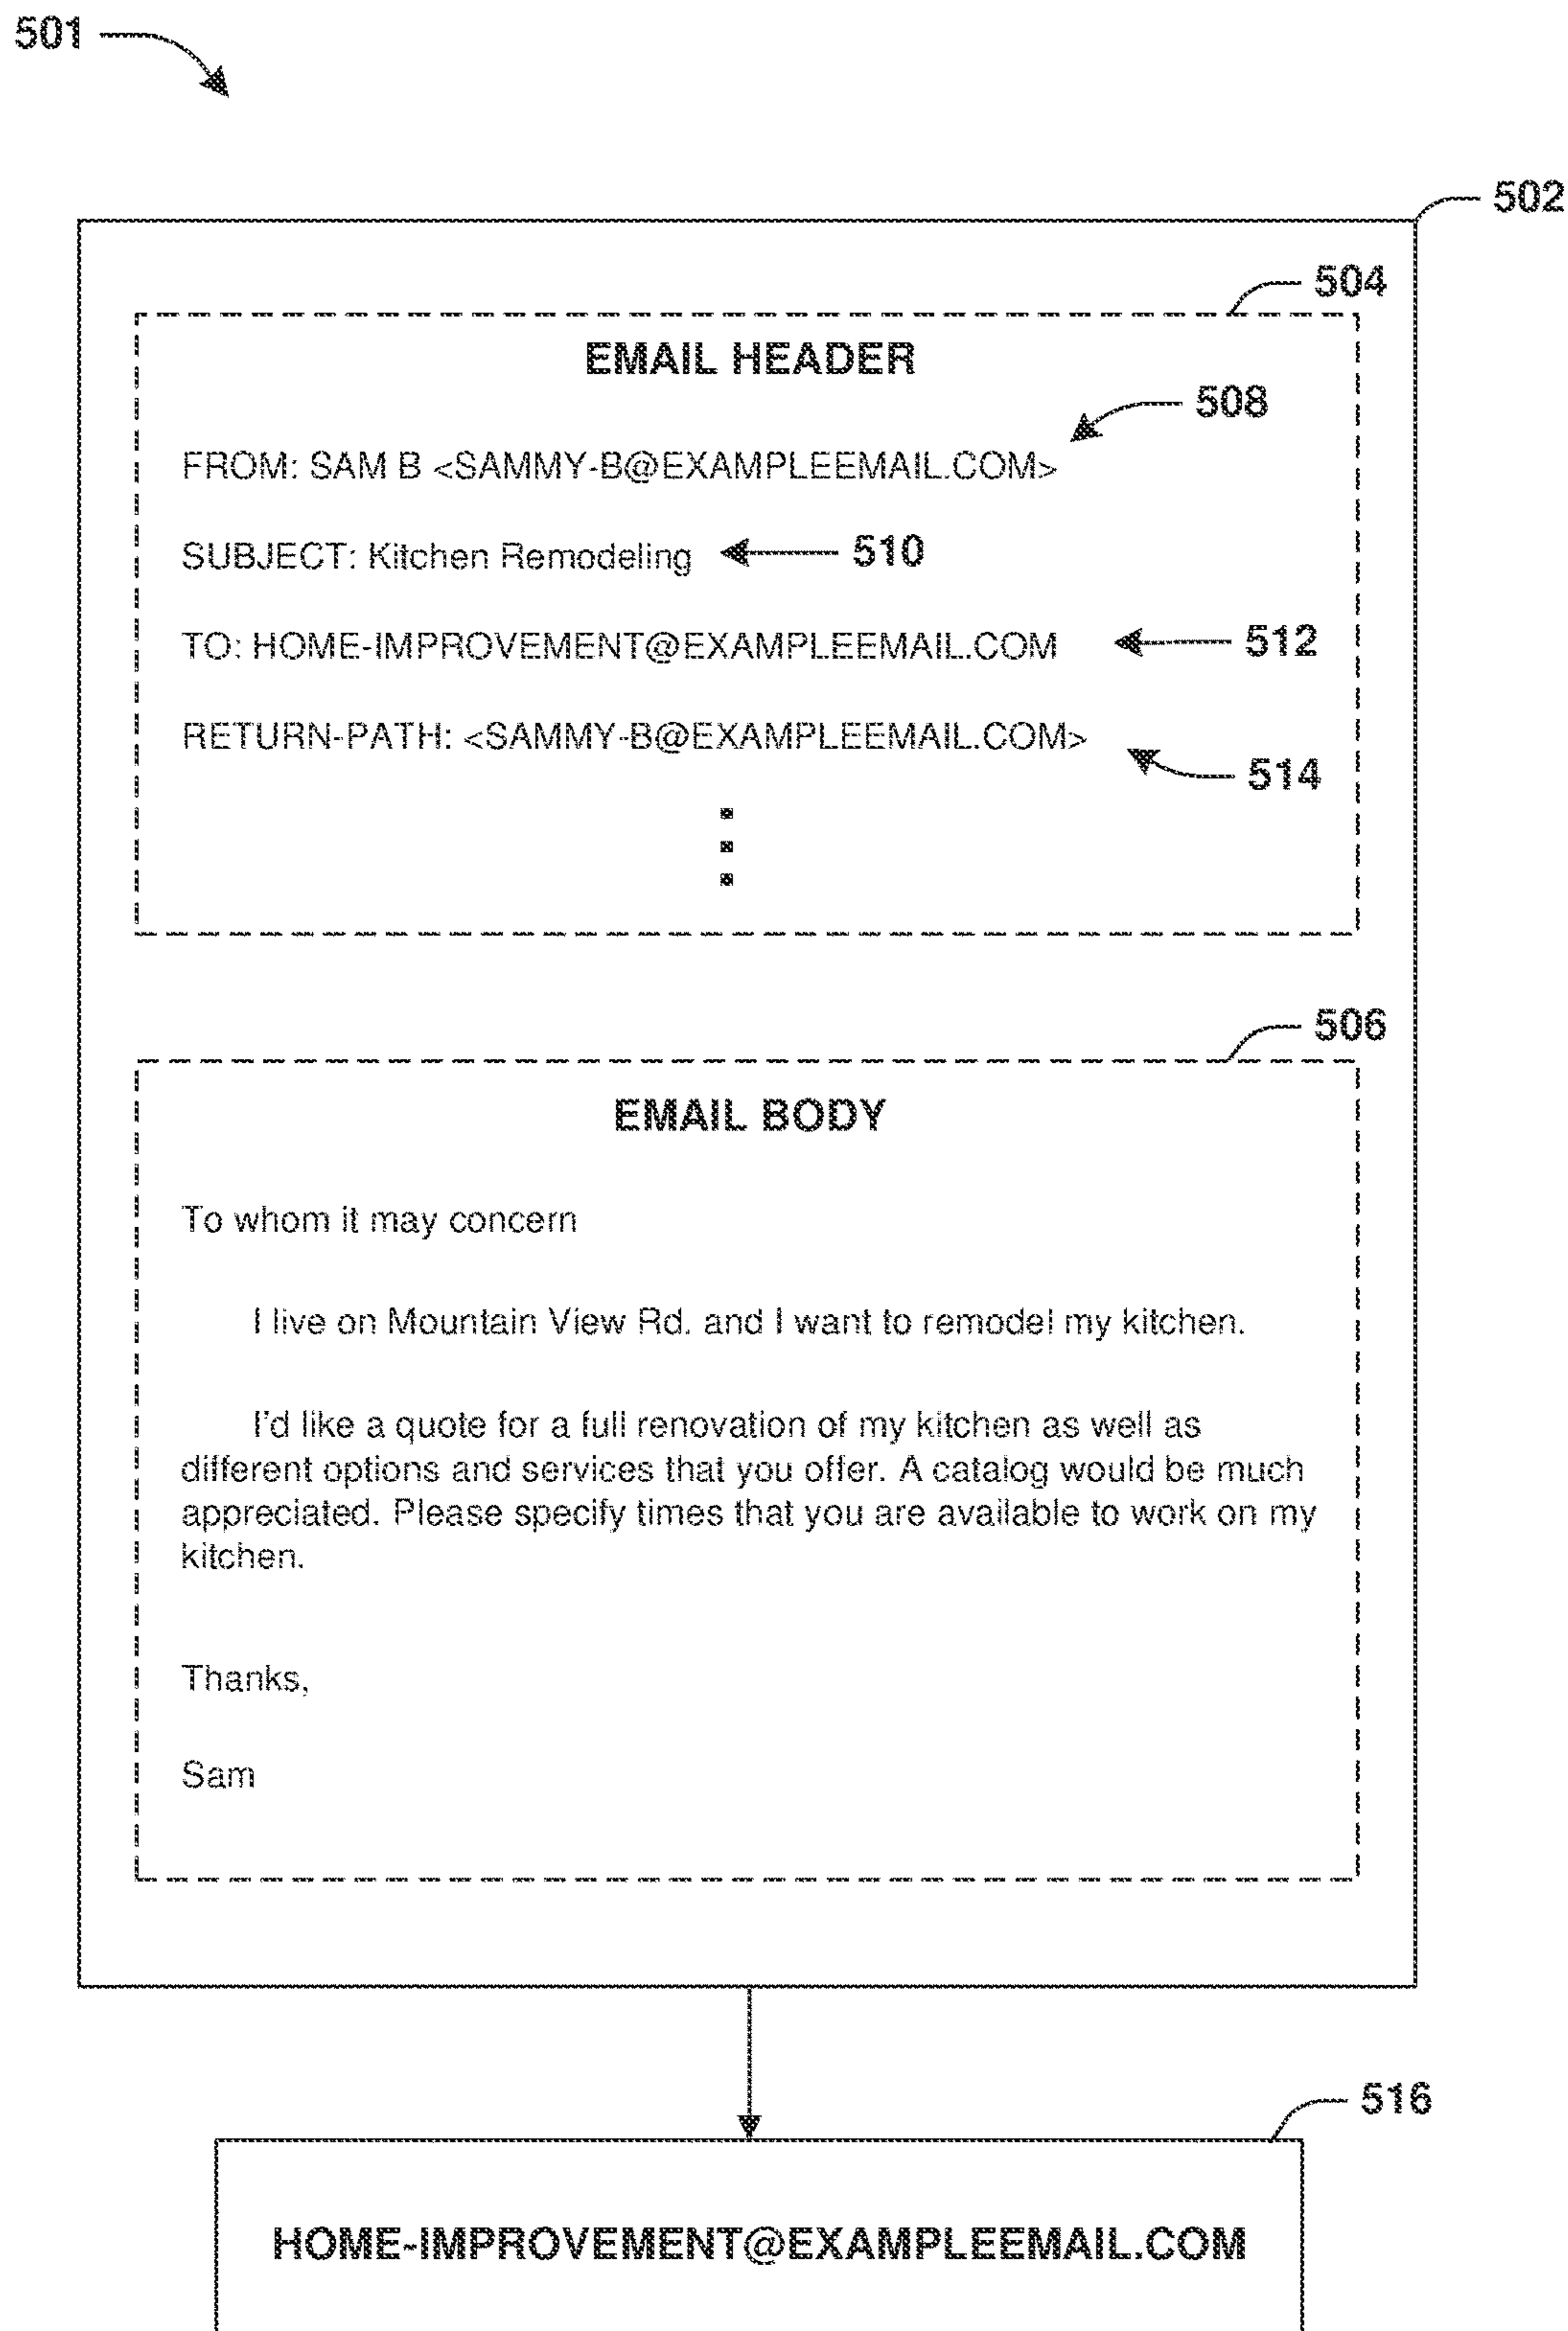 501
502
504
EMAIL HEADER
508
FROM: SAM B <SAMMY-B@EXAMPLEEMAIL.COM>
SUBJECT: Kitchen Remodeling
510
TO: HOME-IMPROVEMENT@EXAMPLEEMAIL.COM
512
RETURN-PATH: <SAMMY-B@EXAMPLEEMAIL.COM>
514
506
EMAIL BODY
To whom it may concern
I live on Mountain View Rd. and I want to remodel my kitchen.
I'd like a quote for a full renovation of my kitchen as well as
different options and services that you offer. A catalog would be much
appreciated. Please specify times that you are available to work on my
kitchen.
Thanks,
Sam
516
HOME-IMPROVEMENT@EXAMPLEEMAIL.COM